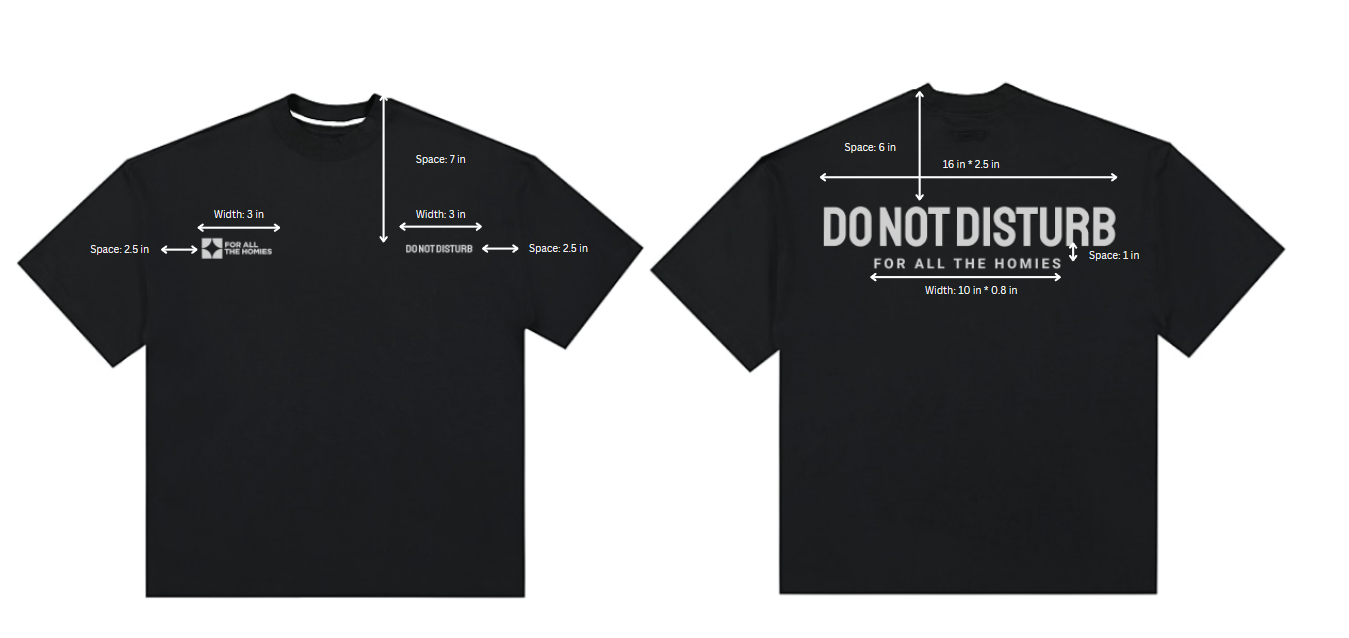 Space: 7 in
Width: 3 in
Width: 3 in
Space: 2.5 in
FOR ALL
THE HOMIES
DO NOT DISTURB
Space: 2.5 in
Space: 6 in
16 in * 2.5 in
DO NOT DISTURB
Space: 1 in
FOR ALL THE HOMIES
Width: 10 in * 0.8 in